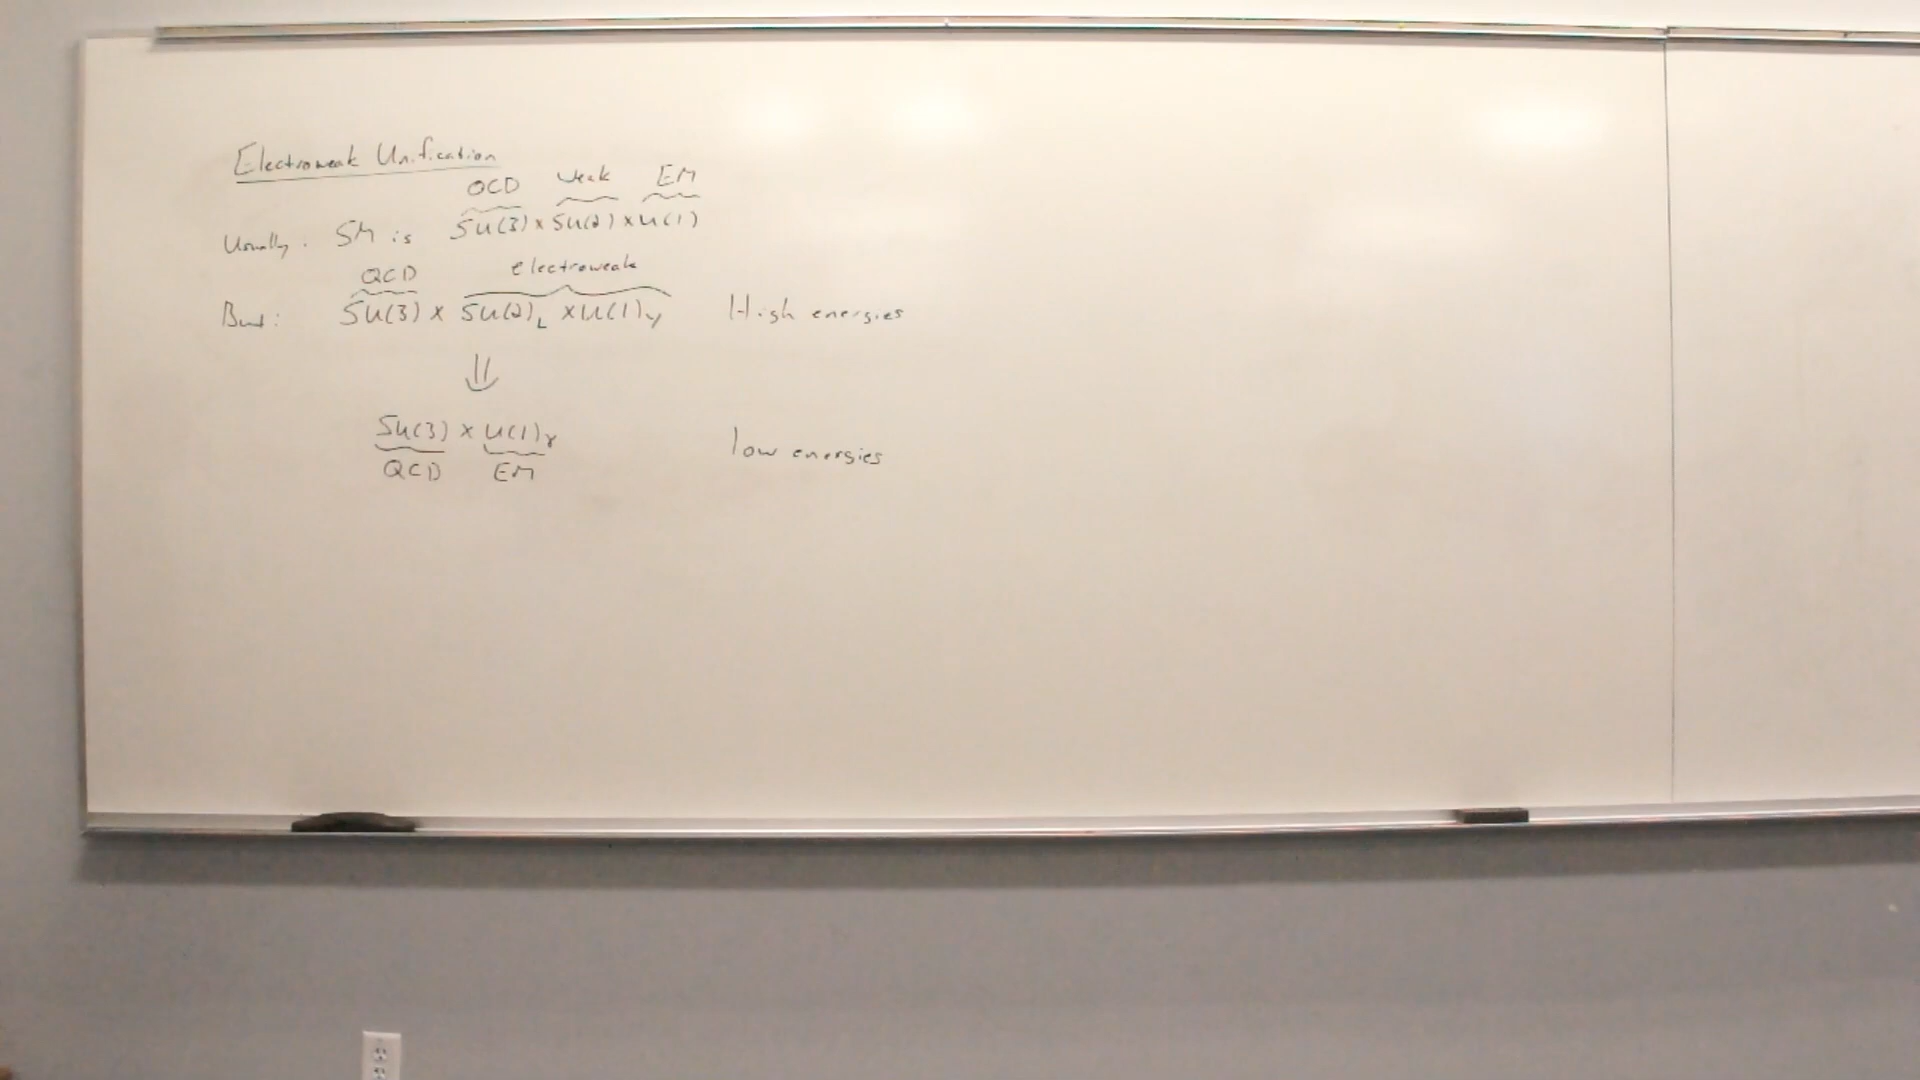 Electroweak Unification
QCD weak EM
Usually: SM is SU(3) × SU(2) × U(1)
QCD electroweak
But: SU(3) × SU(2)_L × U(1)_Y High energies
⇓
SU(3) × U(1)_γ low energies
QCD EM